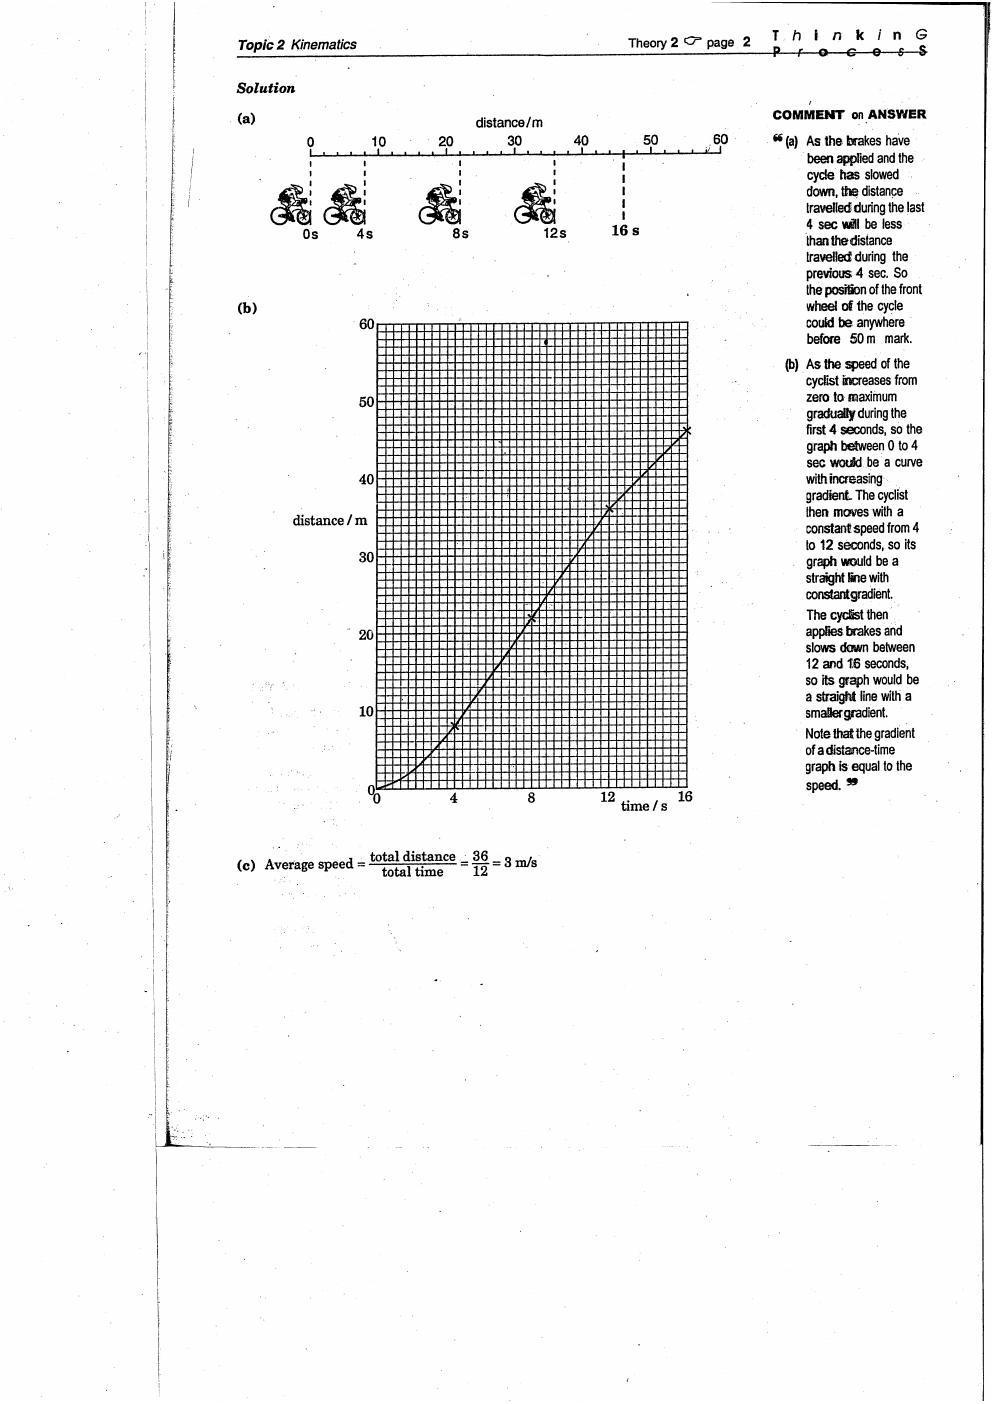 Topic 2 Kinematics
Theory 2 ☞ page 2
T h i n k i n G
P r o c e s S
Solution
(a)
distance/m
0 10 20 30 40 50 60
0s 4s 8s 12s 16 s
(b)
60
50
40
distance / m
30
20
10
0
0 4 8 12 16
time / s
(c) Average speed = total distance / total time = 36 / 12 = 3 m/s
COMMENT on ANSWER
❝ (a) As the brakes have
been applied and the
cycle has slowed
down, the distance
travelled during the last
4 sec will be less
than the distance
travelled during the
previous 4 sec. So
the position of the front
wheel of the cycle
could be anywhere
before 50 m mark.
(b) As the speed of the
cyclist increases from
zero to maximum
gradually during the
first 4 seconds, so the
graph between 0 to 4
sec would be a curve
with increasing
gradient. The cyclist
then moves with a
constant speed from 4
to 12 seconds, so its
graph would be a
straight line with
constant gradient.
The cyclist then
applies brakes and
slows down between
12 and 16 seconds,
so its graph would be
a straight line with a
smaller gradient.
Note that the gradient
of a distance-time
graph is equal to the
speed. ❞